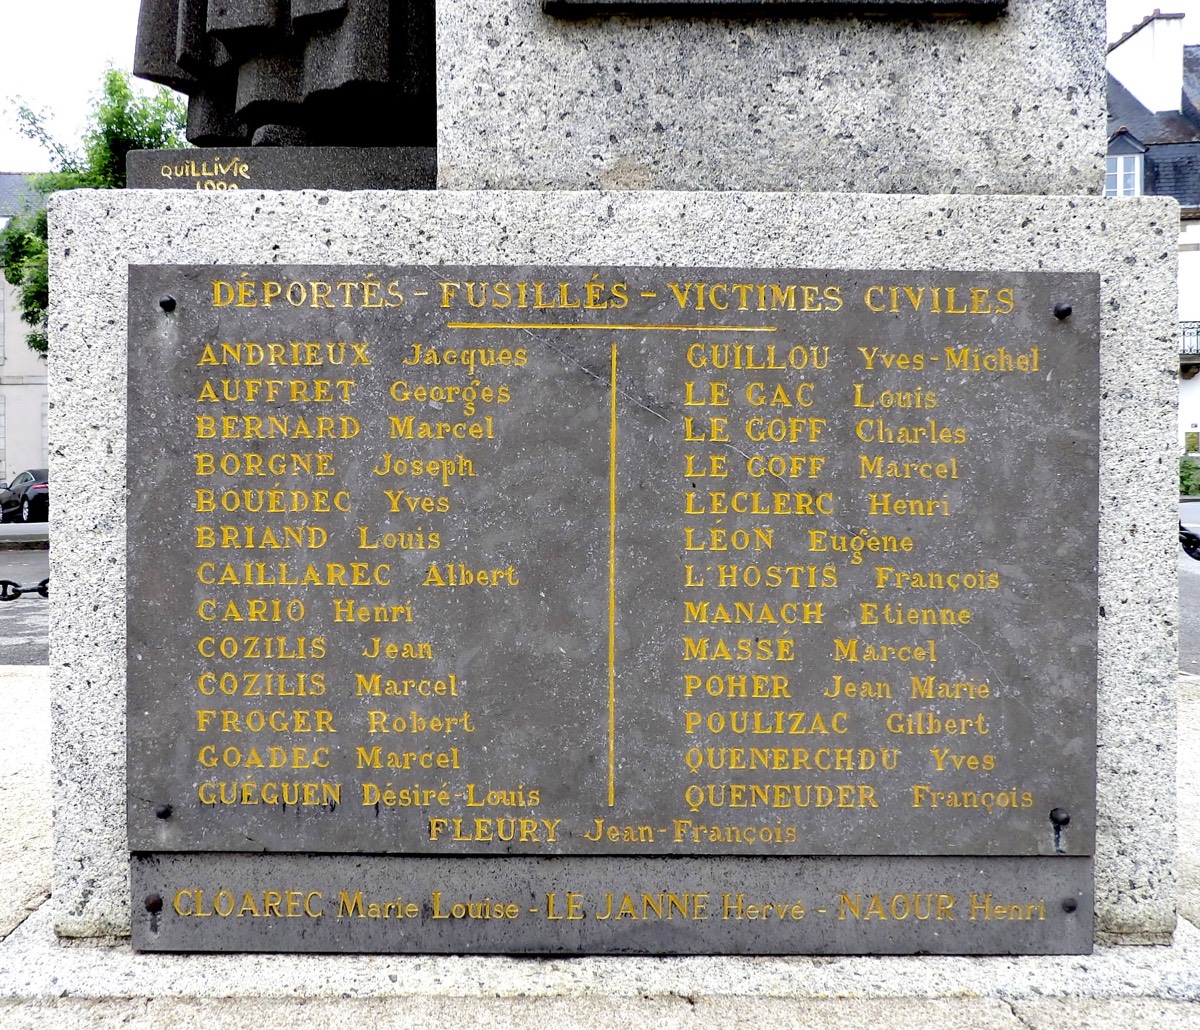 QUILLIVIC
DÉPORTÉS - FUSILLÉS - VICTIMES CIVILES
ANDRIEUX Jacques
AUFFRET Georges
BERNARD Marcel
BORGNE Joseph
BOUÉDEC Yves
BRIAND Louis
CAILLAREC Albert
CARIO Henri
COZILIS Jean
COZILIS Marcel
FROGER Robert
GOADEC Marcel
GUÉGUEN Désiré-Louis
GUILLOU Yves-Michel
LE GAC Louis
LE GOFF Charles
LE GOFF Marcel
LECLERC Henri
LÉON Eugène
L'HOSTIS François
MANACH Etienne
MASSÉ Marcel
POHER Jean Marie
POULIZAC Gilbert
QUENERCHDU Yves
QUENEUDER François
FLEURY Jean-François
CLOAREC Marie Louise - LE JANNE Hervé - NAOUR Henri